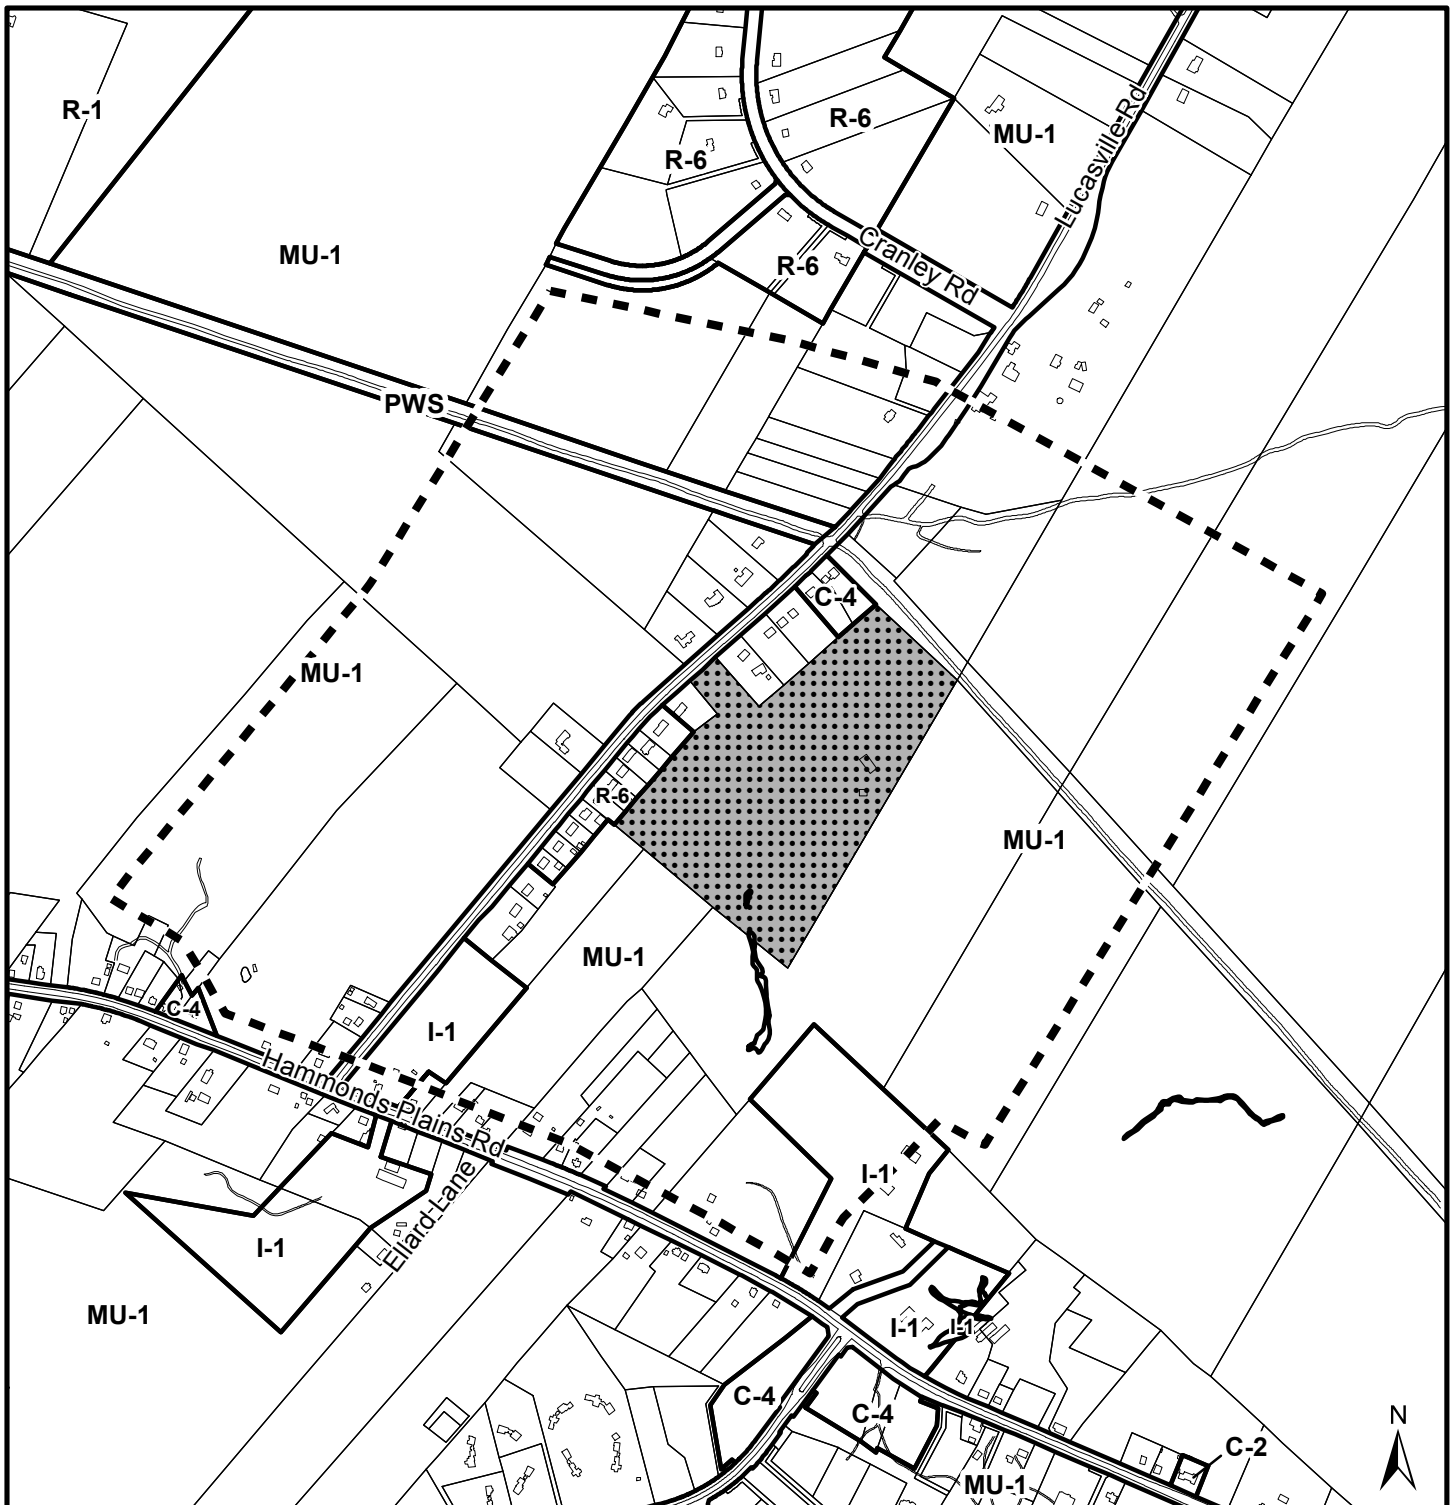 R-1
R-6
MU-1
R-6
Lucasville Rd
MU-1
R-6
Cranley Rd
PWS
C-4
MU-1
R-6
MU-1
MU-1
C-4
I-1
Hammonds Plains Rd
I-1
Ellard Lane
I-1
MU-1
I-1
I-1
C-4
C-4
N
C-2
MU-1